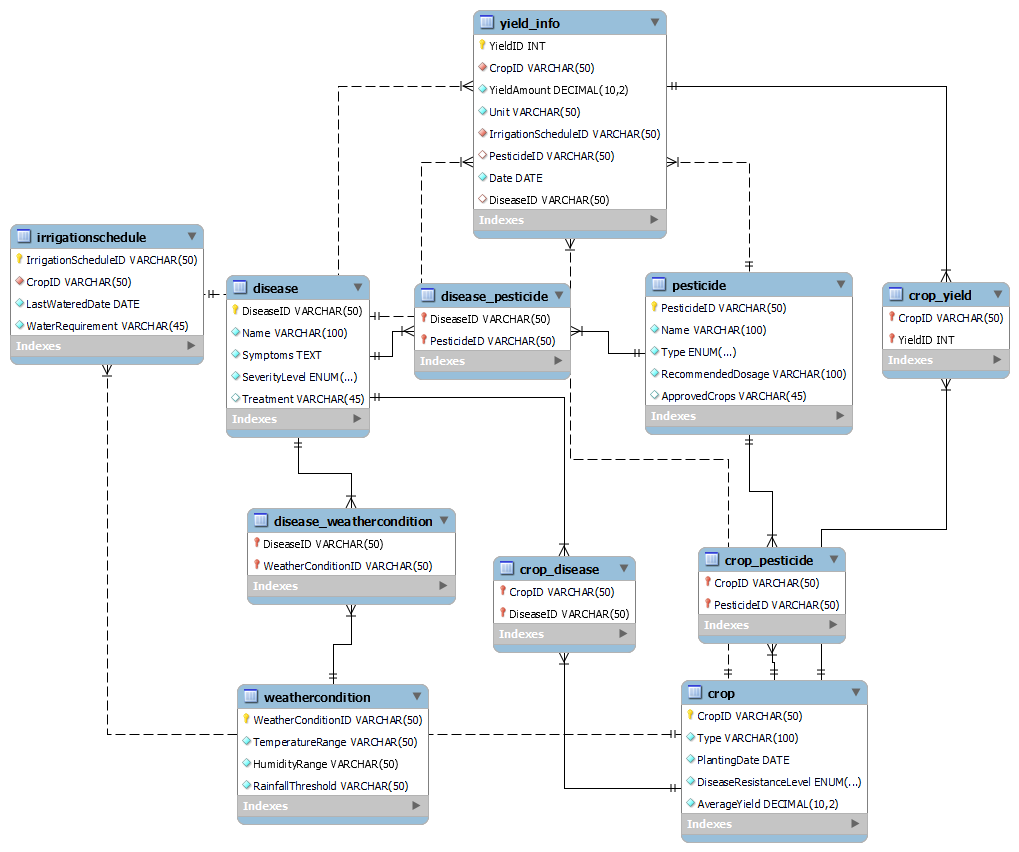 yield_info
YieldID INT
CropID VARCHAR(50)
YieldAmount DECIMAL(10,2)
Unit VARCHAR(50)
IrrigationScheduleID VARCHAR(50)
PesticideID VARCHAR(50)
Date DATE
DiseaseID VARCHAR(50)
Indexes
irrigationschedule
IrrigationScheduleID VARCHAR(50)
CropID VARCHAR(50)
LastWateredDate DATE
WaterRequirement VARCHAR(45)
Indexes
disease
DiseaseID VARCHAR(50)
Name VARCHAR(100)
Symptoms TEXT
SeverityLevel ENUM(...)
Treatment VARCHAR(45)
Indexes
disease_pesticide
DiseaseID VARCHAR(50)
PesticideID VARCHAR(50)
Indexes
pesticide
PesticideID VARCHAR(50)
Name VARCHAR(100)
Type ENUM(...)
RecommendedDosage VARCHAR(100)
ApprovedCrops VARCHAR(45)
Indexes
crop_yield
CropID VARCHAR(50)
YieldID INT
Indexes
disease_weathercondition
DiseaseID VARCHAR(50)
WeatherConditionID VARCHAR(50)
Indexes
crop_disease
CropID VARCHAR(50)
DiseaseID VARCHAR(50)
Indexes
crop_pesticide
CropID VARCHAR(50)
PesticideID VARCHAR(50)
Indexes
weathercondition
WeatherConditionID VARCHAR(50)
TemperatureRange VARCHAR(50)
HumidityRange VARCHAR(50)
RainfallThreshold VARCHAR(50)
Indexes
crop
CropID VARCHAR(50)
Type VARCHAR(100)
PlantingDate DATE
DiseaseResistanceLevel ENUM(...)
AverageYield DECIMAL(10,2)
Indexes